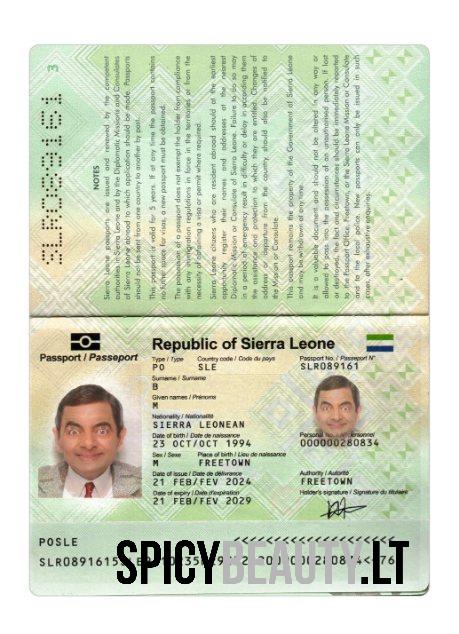 SLR089161
3
NOTES
Sierra Leone passports are issued and renewed by the competent
authorities in Sierra Leone and by the Diplomatic Missions and Consulates
of Sierra Leone abroad to which application should be made. Passports
should not be sent from one country to another by post.
This passport is valid for 5 years. If at any time the passport contains
no further space for visas, a new passport must be obtained.
The possession of a passport does not exempt the holder from compliance
with any immigration regulations in force in the territories or from the
necessity of obtaining a visa or permit where required.
Sierra Leone citizens who are resident abroad should at the earliest
opportunity register their names and addresses at the nearest
Diplomatic Mission or Consulate of Sierra Leone. Failure to do so may
in a period of emergency result in difficulty or delay in according them
the assistance and protection to which they are entitled. Changes of
address or departure from the country should also be notified to
the Mission or Consulate.
This passport remains the property of the Government of Sierra Leone
and may be withdrawn at any time.
It is a valuable document and should not be altered in any way or
allowed to pass into the possession of an unauthorised person. If lost
or destroyed, the fact and circumstances should be immediately reported
to the Passport Office, Freetown, or the Sierra Leone Mission or Consulate
and to the local police. New passports can only be issued in such
cases after exhaustive enquiries.
Republic of Sierra Leone
Passport / Passeport
Type / Type Country code / Code du pays Passport No. / Passeport N°
PO SLE SLR089161
Surname / Surname
B
Given names / Prénoms
M
Nationality / Nationalité
SIERRA LEONEAN
Date of birth / Date de naissance Personal No.
23 OCT/OCT 1994 000000280834
Sex / Sexe Place of birth / Lieu de naissance
M FREETOWN
Date of issue / Date de délivrance Authority / Autorité
21 FEB/FEV 2024 FREETOWN
Date of expiry / Date d'expiration Holder's signature / Signature du titulaire
21 FEB/FEV 2029
POSLE <<<<<<<<<<<<<<<<<<<<<
SLR0891615
SPICYBEAUTY.LT